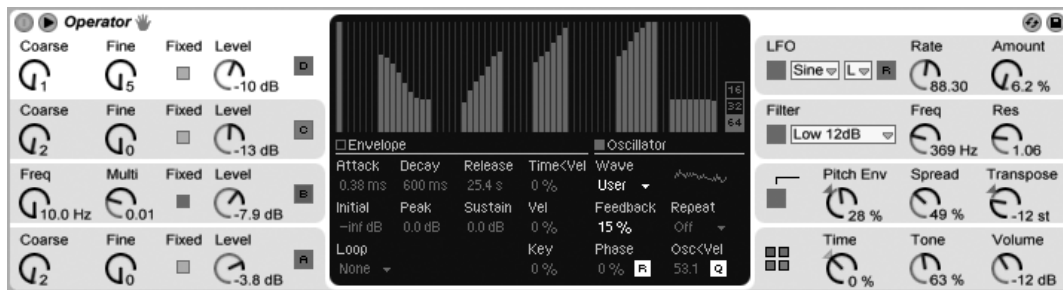 Operator
Coarse Fine Fixed Level
1 5 -10 dB D
Coarse Fine Fixed Level
2 0 -13 dB C
Freq Multi Fixed Level
10.0 Hz 0.01 -7.9 dB B
Coarse Fine Fixed Level
2 0 -3.8 dB A
16
32
64
Envelope Oscillator
Attack Decay Release Time<Vel Wave
0.38 ms 600 ms 25.4 s 0 % User
Initial Peak Sustain Vel Feedback Repeat
-inf dB 0.0 dB 0.0 dB 0 % 15 % Off
Loop Key Phase Osc<Vel
None 0 % 0 % R 53.1 Q
LFO Rate Amount
Sine L R 88.30 6.2 %
Filter Freq Res
Low 12dB 369 Hz 1.06
Pitch Env Spread Transpose
28 % 49 % -12 st
Time Tone Volume
0 % 63 % -12 dB